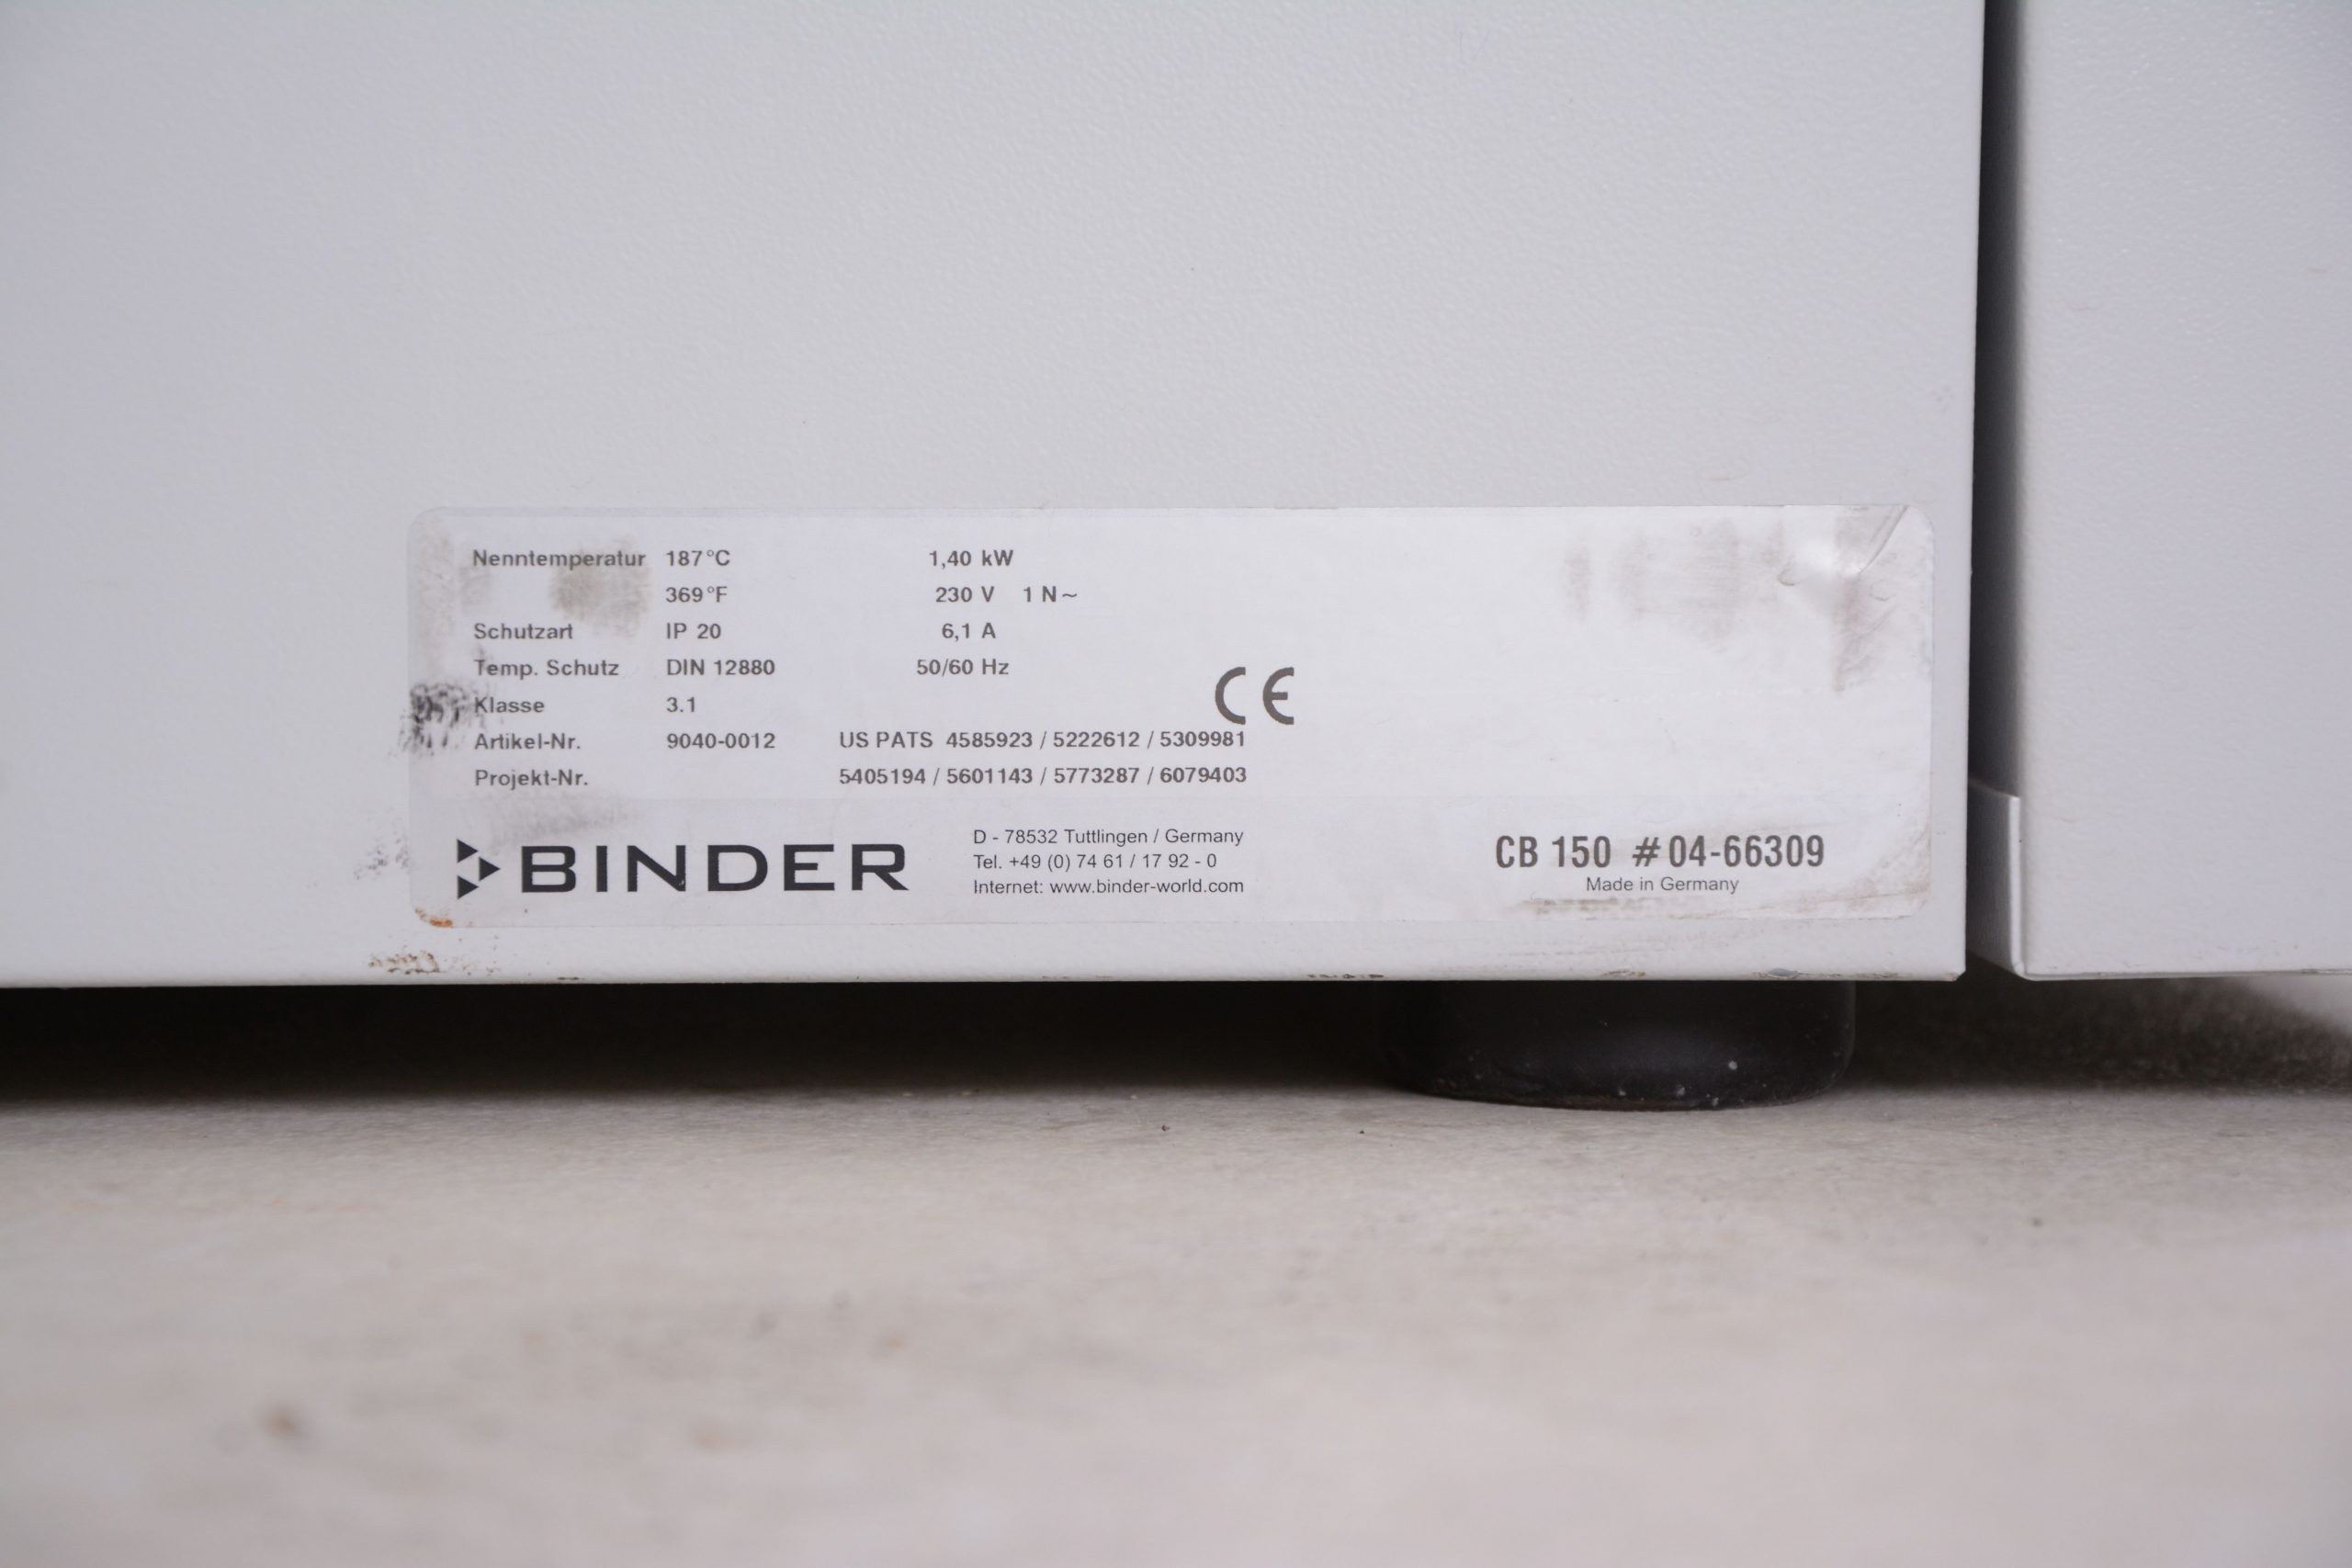 Nenntemperatur 187°C 1,40 kW
369°F 230 V 1 N~
Schutzart IP 20 6,1 A
Temp. Schutz DIN 12880 50/60 Hz
Klasse 3.1
CE
Artikel-Nr. 9040-0012 US PATS 4585923 / 5222612 / 5309981
Projekt-Nr. 5405194 / 5601143 / 5773287 / 6079403
BINDER
D - 78532 Tuttlingen / Germany
Tel. +49 (0) 74 61 / 17 92 - 0
Internet: www.binder-world.com
CB 150 # 04-66309
Made in Germany